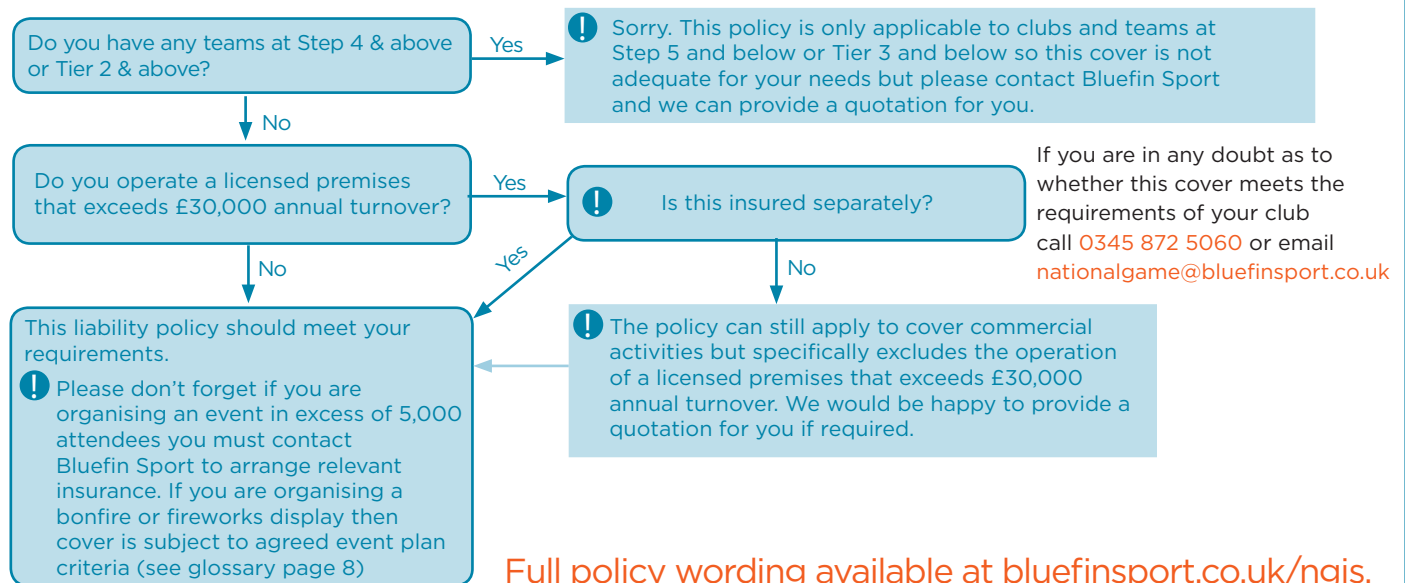 Do you have any teams at Step 4 & above
or Tier 2 & above?
Yes
Sorry. This policy is only applicable to clubs and teams at
Step 5 and below or Tier 3 and below so this cover is not
adequate for your needs but please contact Bluefin Sport
and we can provide a quotation for you.
No
Do you operate a licensed premises
that exceeds £30,000 annual turnover?
Yes
Is this insured separately?
If you are in any doubt as to
whether this cover meets the
requirements of your club
call 0345 872 5060 or email
nationalgame@bluefinsport.co.uk
No
Yes
No
This liability policy should meet your
requirements.
Please don't forget if you are
organising an event in excess of 5,000
attendees you must contact
Bluefin Sport to arrange relevant
insurance. If you are organising a
bonfire or fireworks display then
cover is subject to agreed event plan
criteria (see glossary page 8)
The policy can still apply to cover commercial
activities but specifically excludes the operation
of a licensed premises that exceeds £30,000
annual turnover. We would be happy to provide a
quotation for you if required.
Full policy wording available at bluefinsport.co.uk/ngis.